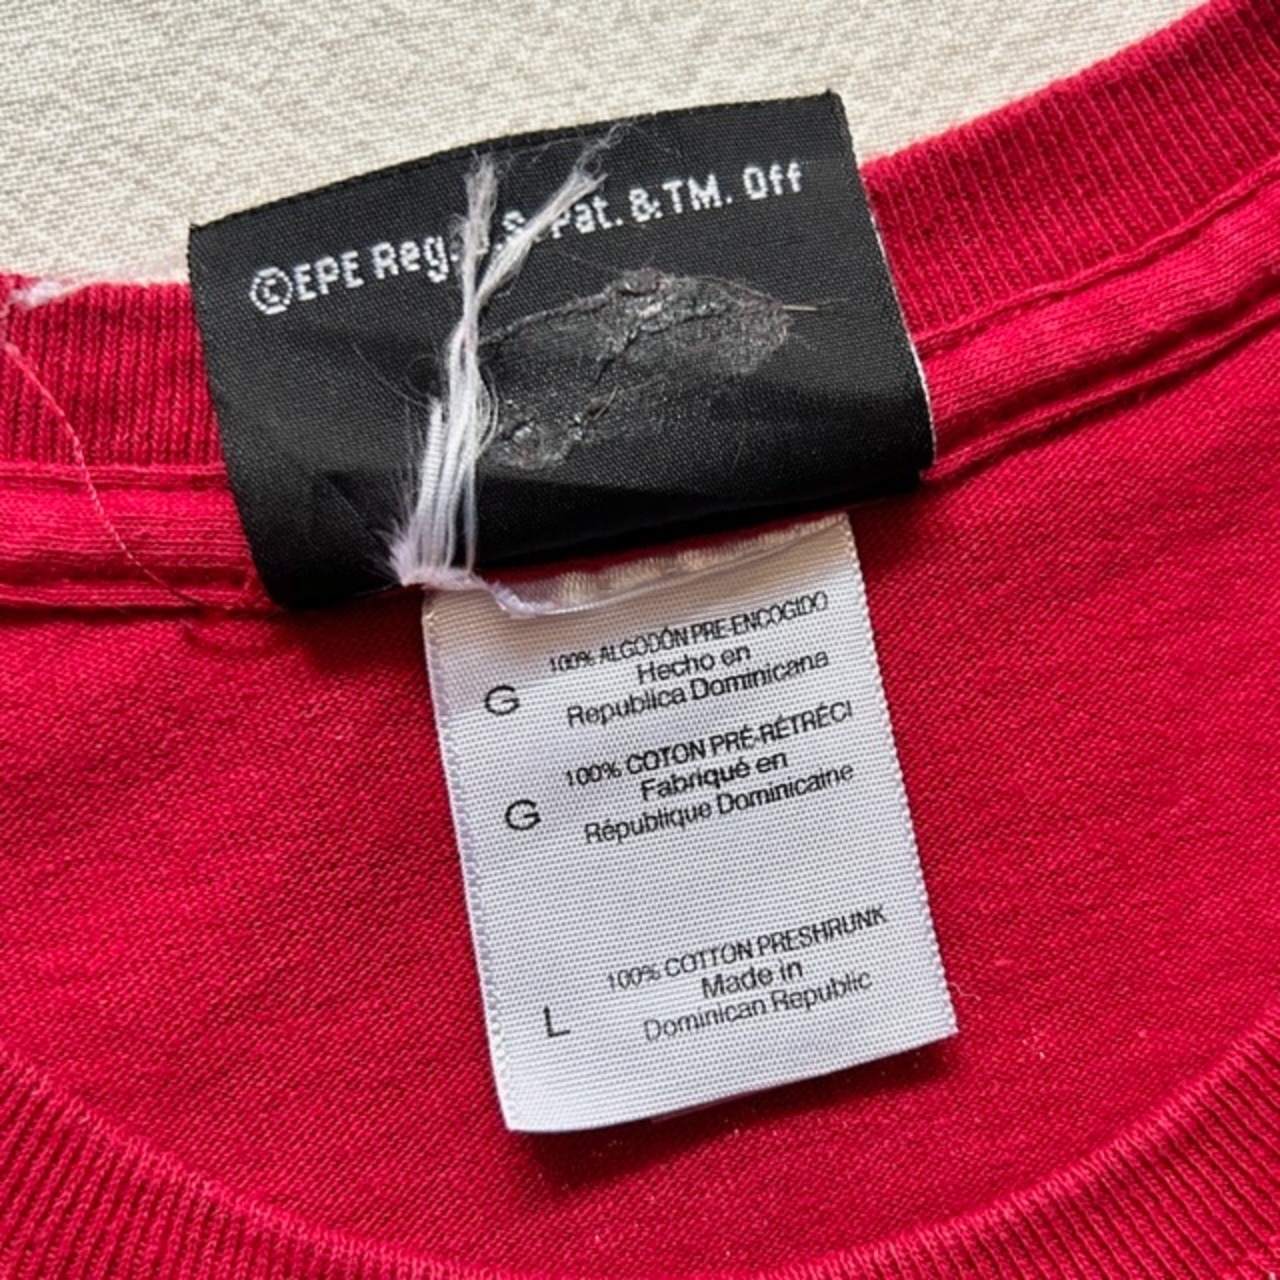 ©EPE Reg. Pat. & TM. Off
100% ALGODÓN PRE-ENCOGIDO
Hecho en
G Republica Dominicana
100% COTON PRÉ-RÉTRÉCI
Fabriqué en
G République Dominicaine
100% COTTON PRESHRUNK
Made in
L Dominican Republic